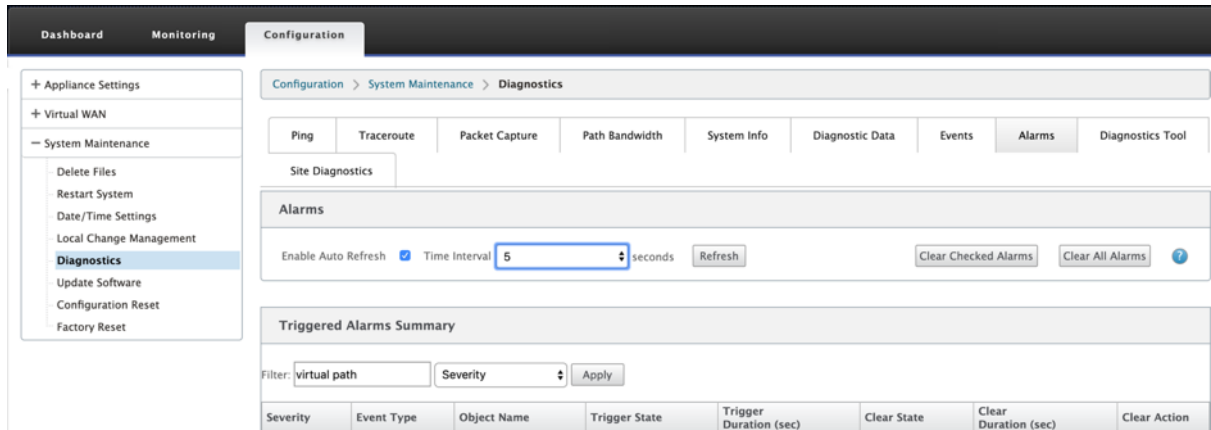 Dashboard Monitoring Configuration
+ Appliance Settings
+ Virtual WAN
− System Maintenance
Delete Files
Restart System
Date/Time Settings
Local Change Management
Diagnostics
Update Software
Configuration Reset
Factory Reset
Configuration > System Maintenance > Diagnostics
Ping Traceroute Packet Capture Path Bandwidth System Info Diagnostic Data Events Alarms Diagnostics Tool
Site Diagnostics
Alarms
Enable Auto Refresh Time Interval 5 seconds Refresh Clear Checked Alarms Clear All Alarms ?
Triggered Alarms Summary
Filter: virtual path Severity Apply
Severity Event Type Object Name Trigger State Trigger Duration (sec) Clear State Clear Duration (sec) Clear Action